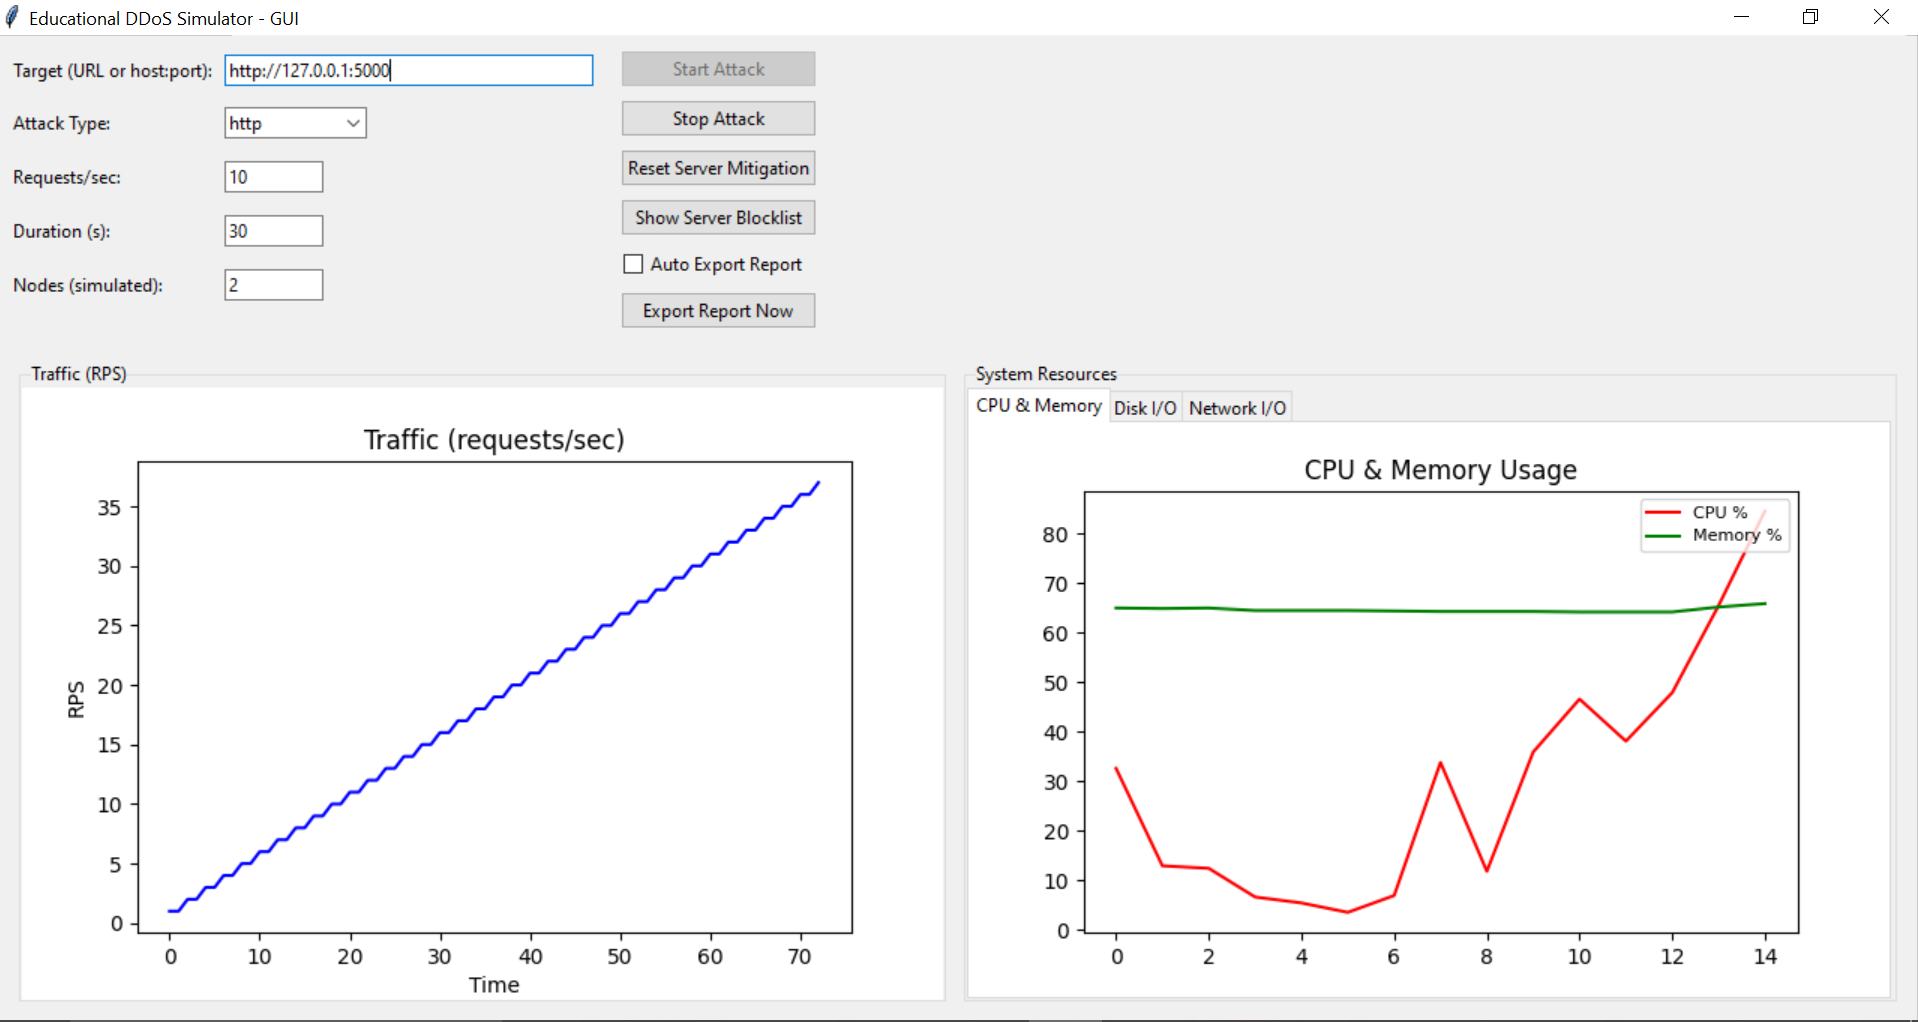 Educational DDoS Simulator - GUI
Target (URL or host:port): http://127.0.0.1:5000 Start Attack
Stop Attack
Attack Type: http
Reset Server Mitigation
Requests/sec: 10
Show Server Blocklist
Duration (s): 30
Auto Export Report
Nodes (simulated): 2
Export Report Now
Traffic (RPS)
Traffic (requests/sec)
35
30
25
20
15
10
5
0
RPS
0 10 20 30 40 50 60 70
Time
System Resources
CPU & Memory Disk I/O Network I/O
CPU & Memory Usage
CPU %
Memory %
80
70
60
50
40
30
20
10
0
0 2 4 6 8 10 12 14